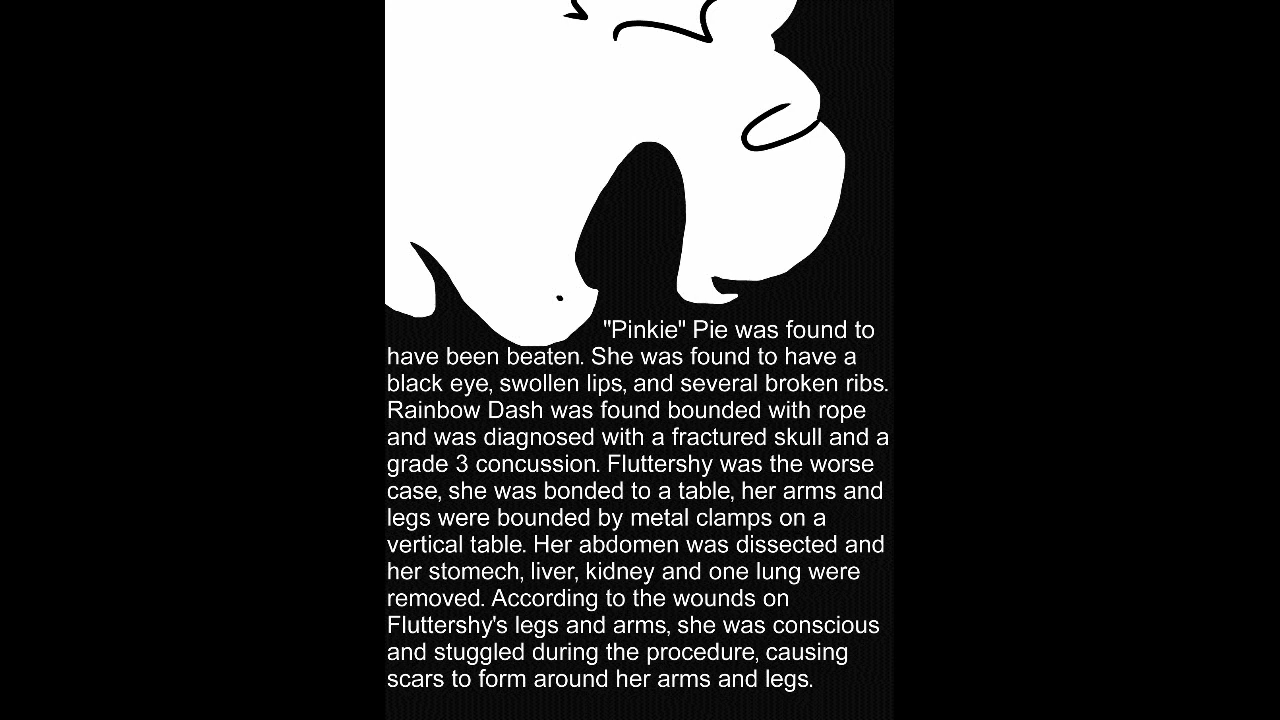 "Pinkie" Pie was found to
have been beaten. She was found to have a
black eye, swollen lips, and several broken ribs.
Rainbow Dash was found bounded with rope
and was diagnosed with a fractured skull and a
grade 3 concussion. Fluttershy was the worse
case, she was bonded to a table, her arms and
legs were bounded by metal clamps on a
vertical table. Her abdomen was dissected and
her stomech, liver, kidney and one lung were
removed. According to the wounds on
Fluttershy's legs and arms, she was conscious
and stuggled during the procedure, causing
scars to form around her arms and legs.